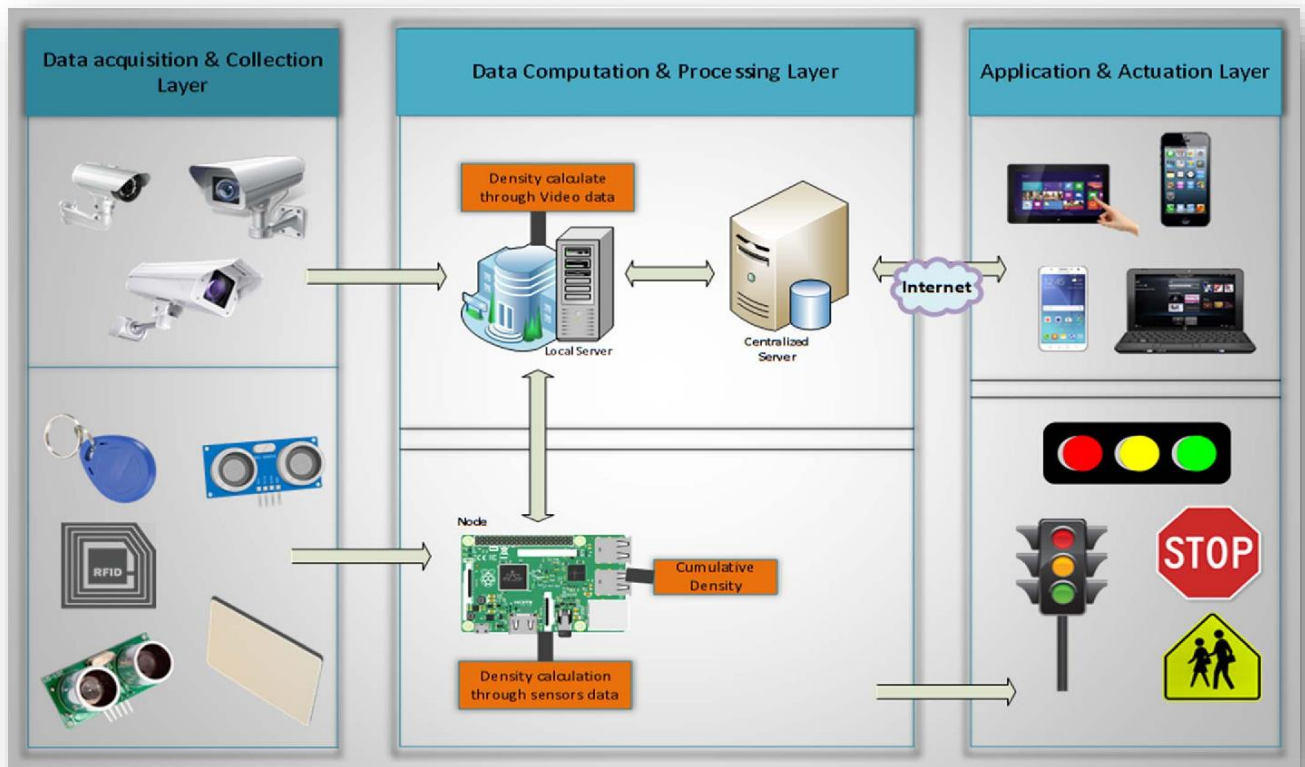 Data acquisition & Collection
Layer
Data Computation & Processing Layer
Application & Actuation Layer
Density calculate
through Video data
Local Server
Centralized
Server
Internet
Node
RFID
Cumulative
Density
Density calculation
through sensors data
STOP